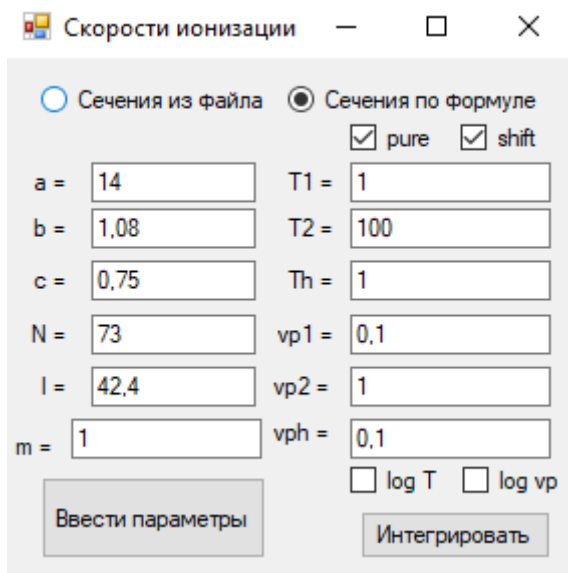 Скорости ионизации
Сечения из файла Сечения по формуле
pure shift
a = 14 T1 = 1
b = 1,08 T2 = 100
c = 0,75 Th = 1
N = 73 vp1 = 0,1
I = 42,4 vp2 = 1
m = 1 vph = 0,1
log T log vp
Ввести параметры Интегрировать